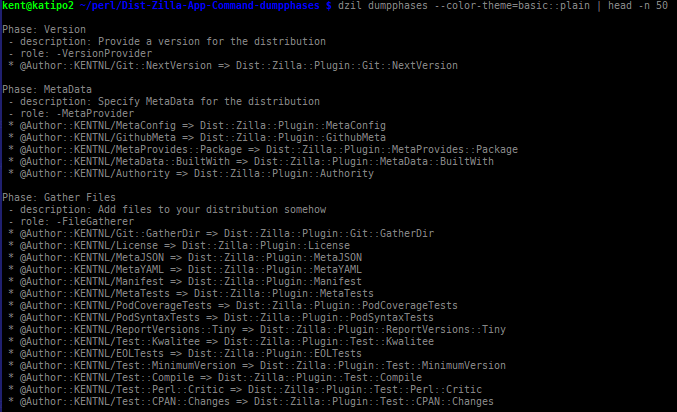 kent@katipo2 ~/perl/Dist-Zilla-App-Command-dumpphases $ dzil dumpphases --color-theme=basic::plain | head -n 50
Phase: Version
- description: Provide a version for the distribution
- role: -VersionProvider
* @Author::KENTNL/Git::NextVersion => Dist::Zilla::Plugin::Git::NextVersion
Phase: MetaData
- description: Specify MetaData for the distribution
- role: -MetaProvider
* @Author::KENTNL/MetaConfig => Dist::Zilla::Plugin::MetaConfig
* @Author::KENTNL/GithubMeta => Dist::Zilla::Plugin::GithubMeta
* @Author::KENTNL/MetaProvides::Package => Dist::Zilla::Plugin::MetaProvides::Package
* @Author::KENTNL/MetaData::BuiltWith => Dist::Zilla::Plugin::MetaData::BuiltWith
* @Author::KENTNL/Authority => Dist::Zilla::Plugin::Authority
Phase: Gather Files
- description: Add files to your distribution somehow
- role: -FileGatherer
* @Author::KENTNL/Git::GatherDir => Dist::Zilla::Plugin::Git::GatherDir
* @Author::KENTNL/License => Dist::Zilla::Plugin::License
* @Author::KENTNL/MetaJSON => Dist::Zilla::Plugin::MetaJSON
* @Author::KENTNL/MetaYAML => Dist::Zilla::Plugin::MetaYAML
* @Author::KENTNL/Manifest => Dist::Zilla::Plugin::Manifest
* @Author::KENTNL/MetaTests => Dist::Zilla::Plugin::MetaTests
* @Author::KENTNL/PodCoverageTests => Dist::Zilla::Plugin::PodCoverageTests
* @Author::KENTNL/PodSyntaxTests => Dist::Zilla::Plugin::PodSyntaxTests
* @Author::KENTNL/ReportVersions::Tiny => Dist::Zilla::Plugin::ReportVersions::Tiny
* @Author::KENTNL/Test::Kwalitee => Dist::Zilla::Plugin::Test::Kwalitee
* @Author::KENTNL/EOLTests => Dist::Zilla::Plugin::EOLTests
* @Author::KENTNL/Test::MinimumVersion => Dist::Zilla::Plugin::Test::MinimumVersion
* @Author::KENTNL/Test::Compile => Dist::Zilla::Plugin::Test::Compile
* @Author::KENTNL/Test::Perl::Critic => Dist::Zilla::Plugin::Test::Perl::Critic
* @Author::KENTNL/Test::CPAN::Changes => Dist::Zilla::Plugin::Test::CPAN::Changes